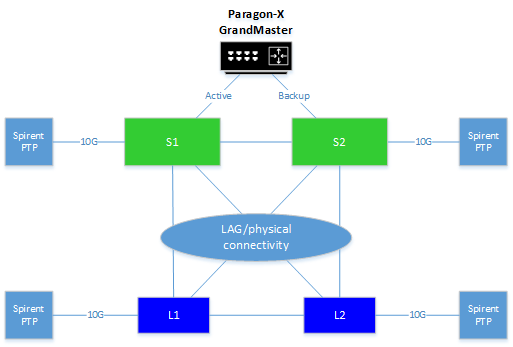 Paragon-X
GrandMaster
Active
Backup
Spirent
PTP
10G
S1
S2
10G
Spirent
PTP
LAG/physical
connectivity
Spirent
PTP
10G
L1
L2
10G
Spirent
PTP